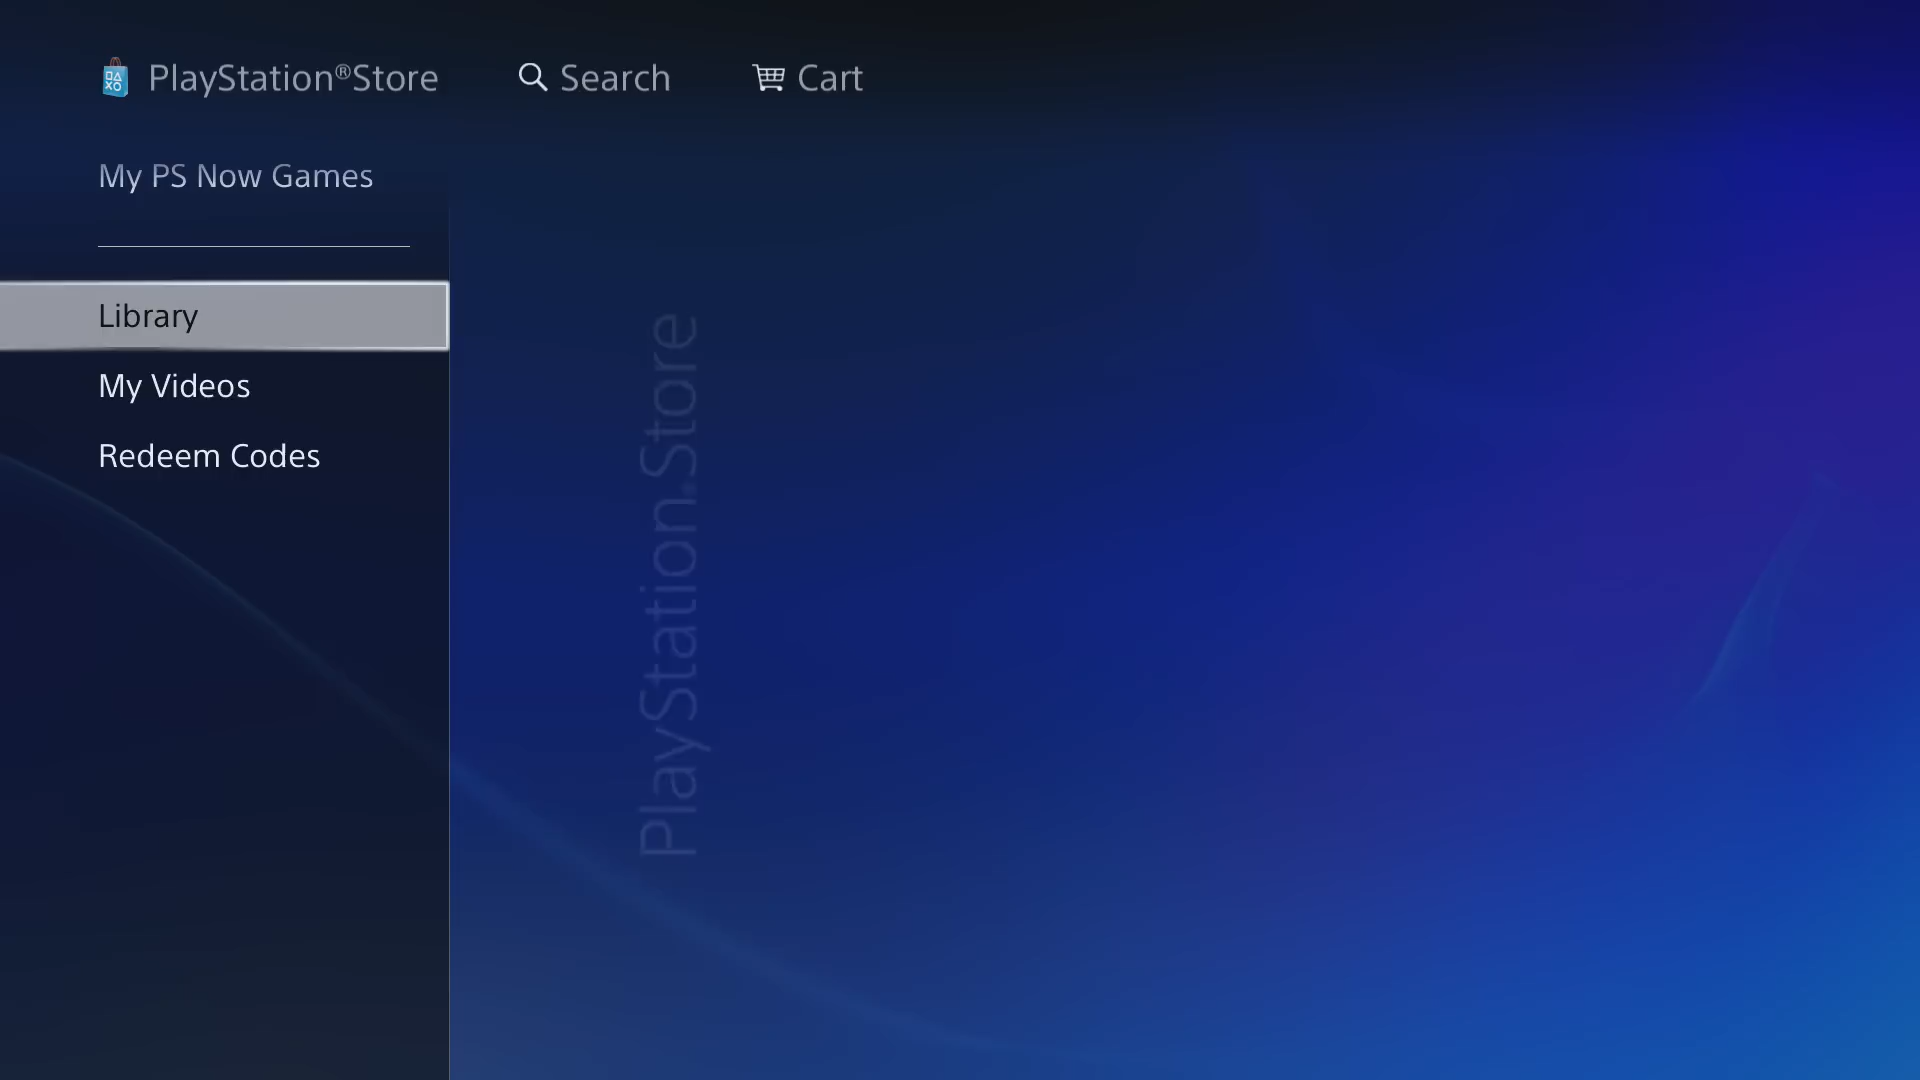 PlayStation®Store
Search
Cart
My PS Now Games
Library
My Videos
Redeem Codes
PlayStation®Store